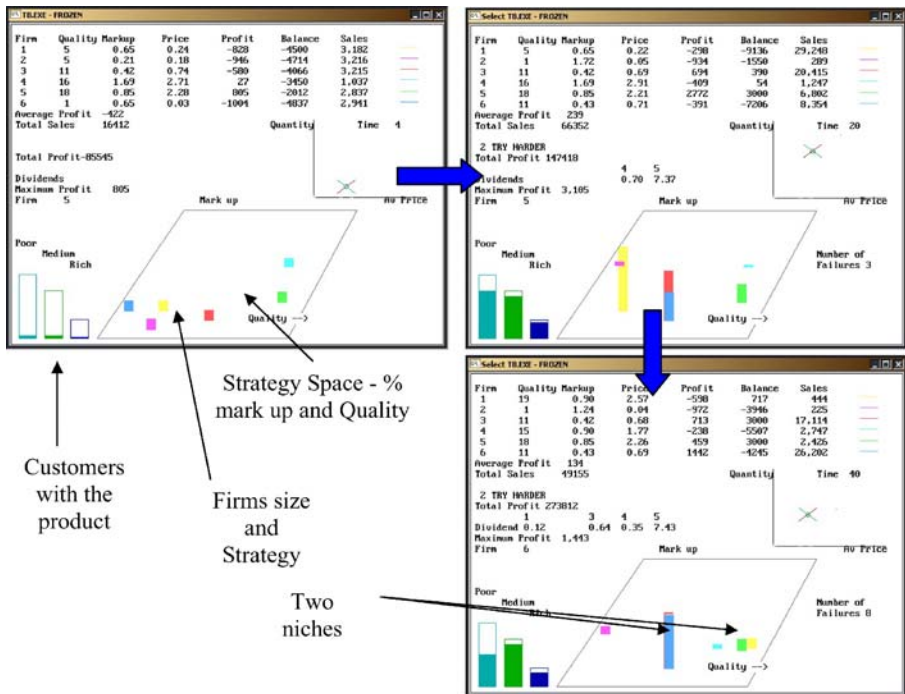 TB.EXE - FROZEN
Firm Quality Markup Price Profit Balance Sales
1 5 0.65 0.24 -828 -4500 3,182
2 5 0.21 0.18 -946 -4714 3,216
3 11 0.42 0.74 -580 -4066 3,215
4 16 1.69 2.71 27 -3450 1,037
5 18 0.85 2.28 805 -2012 2,837
6 1 0.65 0.03 -1004 -4837 2,941
Average Profit -422
Total Sales 16412 Quantity Time 4
Total Profit-85545
Dividends
Maximum Profit 805
Firm 5 Mark up Av Price
Poor
Medium
Rich
Quality -->
Select TB.EXE - FROZEN
Firm Quality Markup Price Profit Balance Sales
1 5 0.65 0.22 -298 -9136 29,248
2 1 1.72 0.05 -934 -1550 289
3 11 0.42 0.69 694 390 20,415
4 16 1.69 2.91 -409 54 1,247
5 18 0.85 2.21 2772 3000 6,802
6 11 0.43 0.71 -391 -7206 8,354
Average Profit 239
Total Sales 66352 Quantity Time 20
2 TRY HARDER
Total Profit 147418
4 5
Dividends 0.70 7.37
Maximum Profit 3,105
Firm 5 Mark up Av Price
Poor
Medium
Rich
Number of
Failures 3
Quality -->
Strategy Space - %
mark up and Quality
Customers
with the
product
Firms size
and
Strategy
Two
niches
Select TB.EXE - FROZEN
Firm Quality Markup Price Profit Balance Sales
1 19 0.90 2.57 -598 717 444
2 1 1.24 0.04 -972 -3946 225
3 11 0.42 0.68 713 3000 17,114
4 15 0.90 1.77 -238 -5507 2,747
5 18 0.85 2.26 459 3000 2,426
6 11 0.43 0.69 1442 -4245 26,202
Average Profit 134
Total Sales 49155 Quantity Time 40
2 TRY HARDER
Total Profit 273812
1 3 4 5
Dividend 0.12 0.64 0.35 7.43
Maximum Profit 1,443
Firm 6 Mark up Av Price
Poor
Medium
Rich
Number of
Failures 8
Quality -->